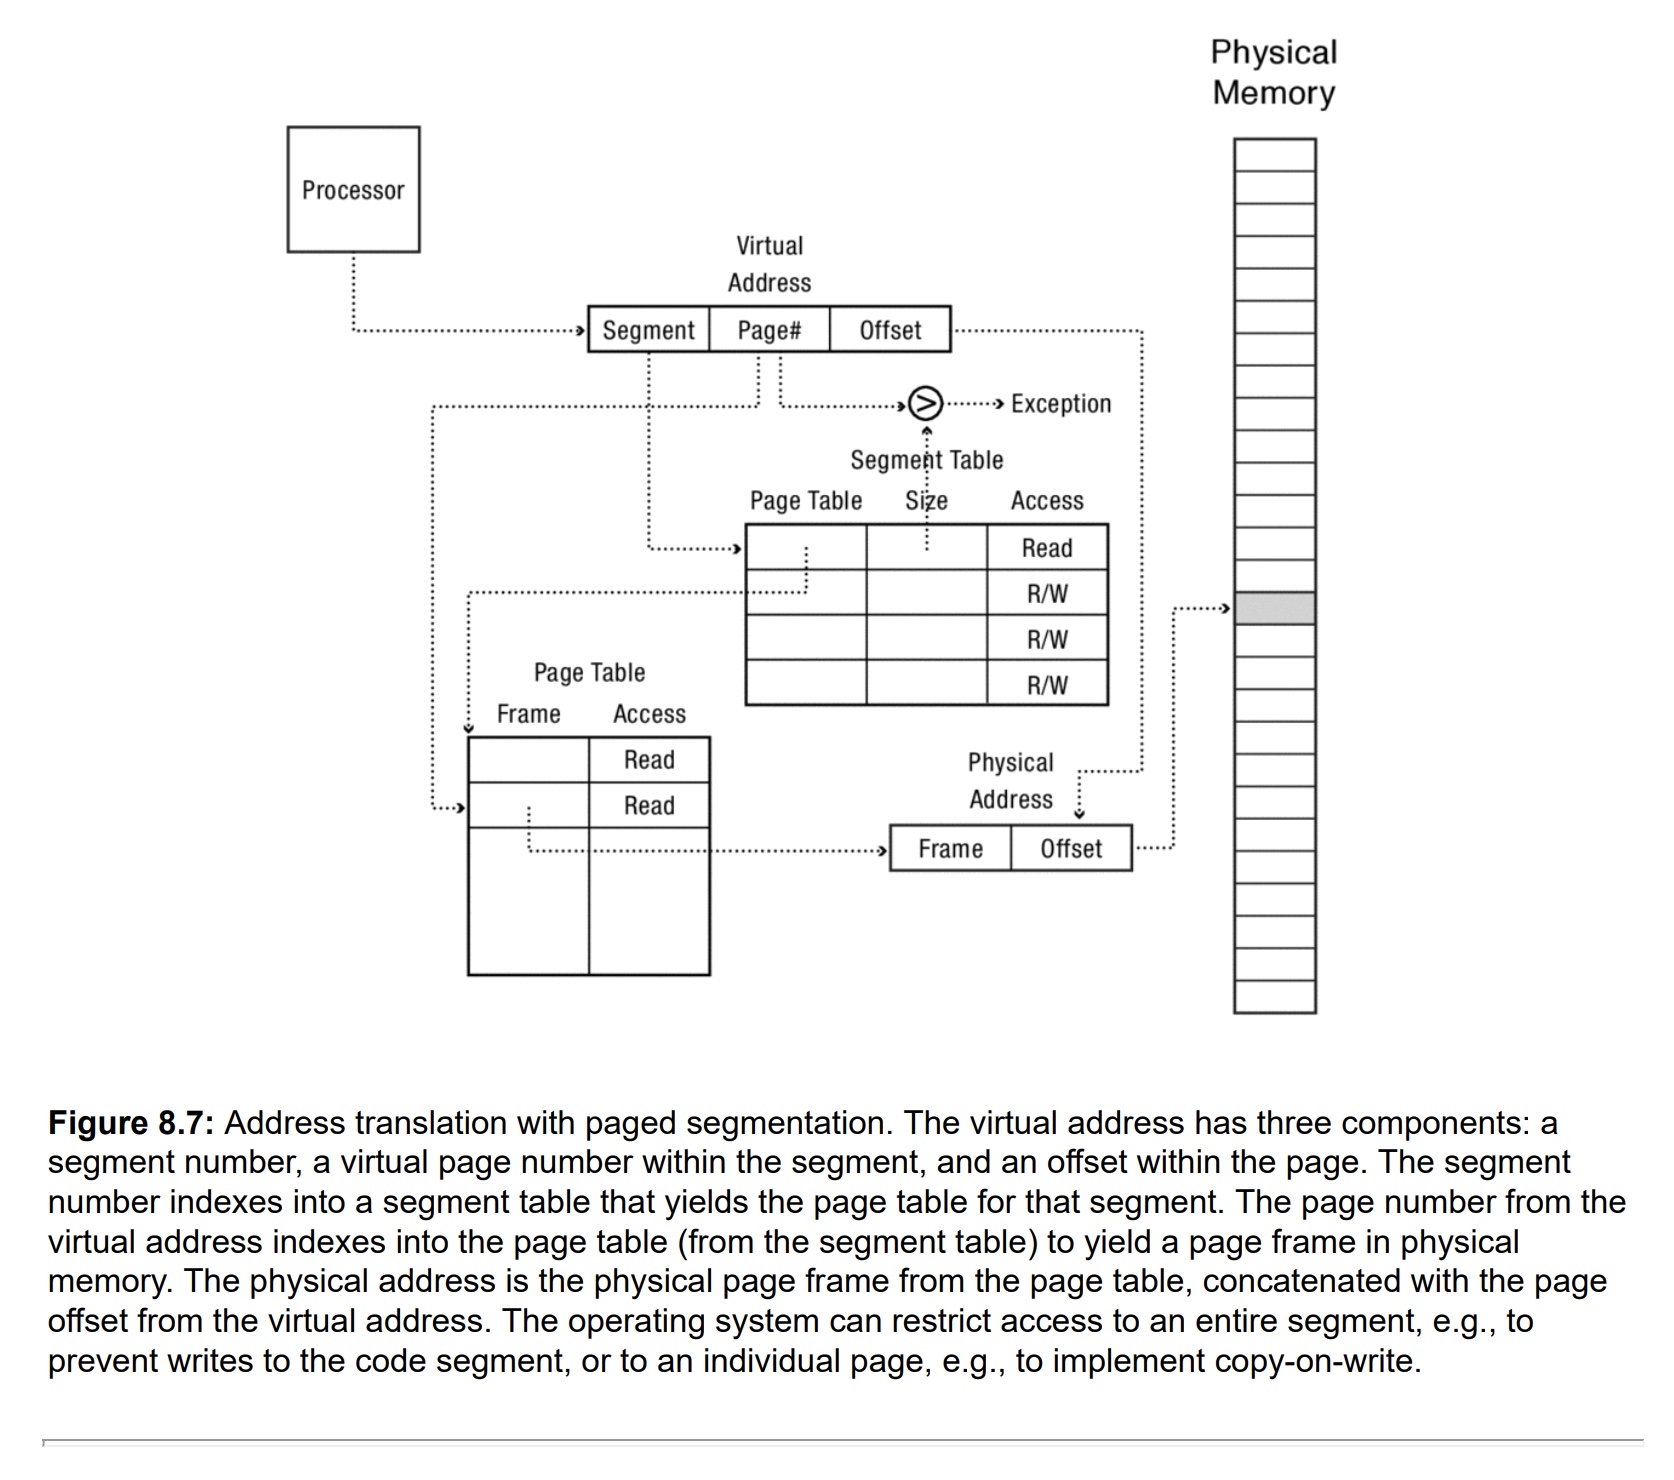 Physical
Memory
Processor
Virtual
Address
Segment Page# Offset
> Exception
Segment Table
Page Table Size Access
Read
R/W
R/W
R/W
Page Table
Frame Access
Read
Read
Physical
Address
Frame Offset
Figure 8.7: Address translation with paged segmentation. The virtual address has three components: a
segment number, a virtual page number within the segment, and an offset within the page. The segment
number indexes into a segment table that yields the page table for that segment. The page number from the
virtual address indexes into the page table (from the segment table) to yield a page frame in physical
memory. The physical address is the physical page frame from the page table, concatenated with the page
offset from the virtual address. The operating system can restrict access to an entire segment, e.g., to
prevent writes to the code segment, or to an individual page, e.g., to implement copy-on-write.